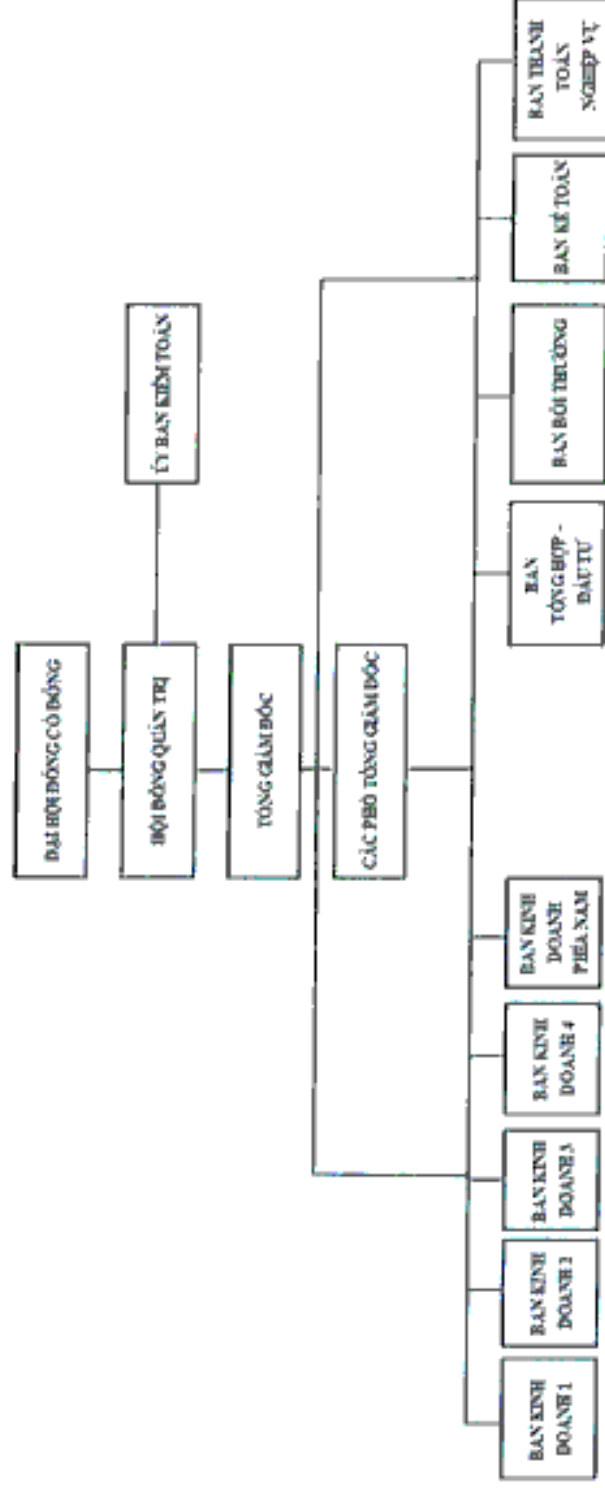 ĐẠI HỘI ĐỒNG CỔ ĐÔNG
HỘI ĐỒNG QUẢN TRỊ
ỦY BAN KIỂM TOÁN
TỔNG GIÁM ĐỐC
CÁC PHÓ TỔNG GIÁM ĐỐC
BAN KINH
DOANH 1
BAN KINH
DOANH 2
BAN KINH
DOANH 3
BAN KINH
DOANH 4
BAN KINH
DOANH
PHÍA NAM
BAN
TỔNG HỢP -
ĐẦU TƯ
BAN BỒI THƯỜNG
BAN KẾ TOÁN
BAN THANH
TOÁN
NGHIỆP VỤ